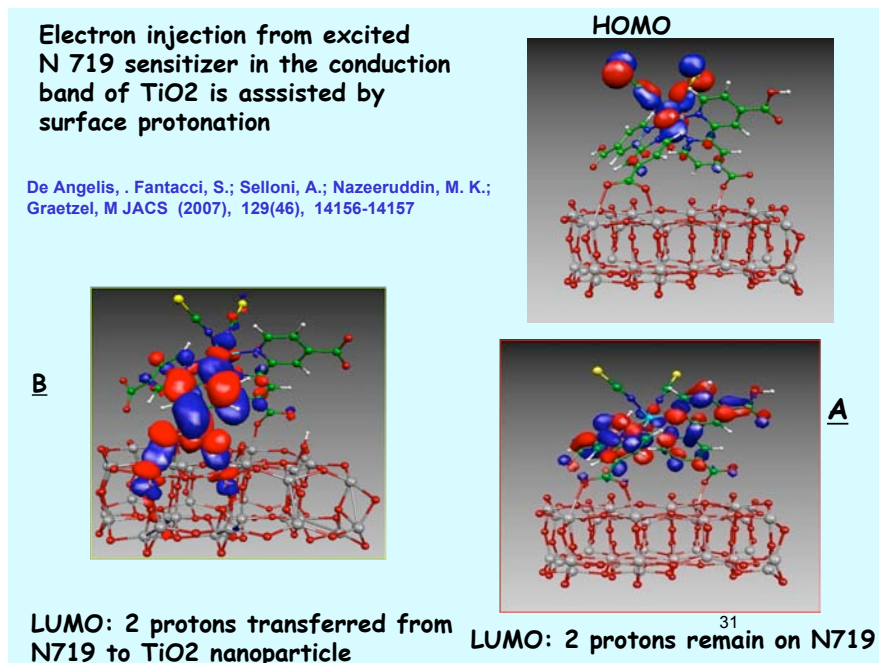 Electron injection from excited
N 719 sensitizer in the conduction
band of TiO2 is asssisted by
surface protonation
De Angelis, . Fantacci, S.; Selloni, A.; Nazeeruddin, M. K.;
Graetzel, M JACS (2007), 129(46), 14156-14157
HOMO
B
A
LUMO: 2 protons transferred from
N719 to TiO2 nanoparticle
31
LUMO: 2 protons remain on N719